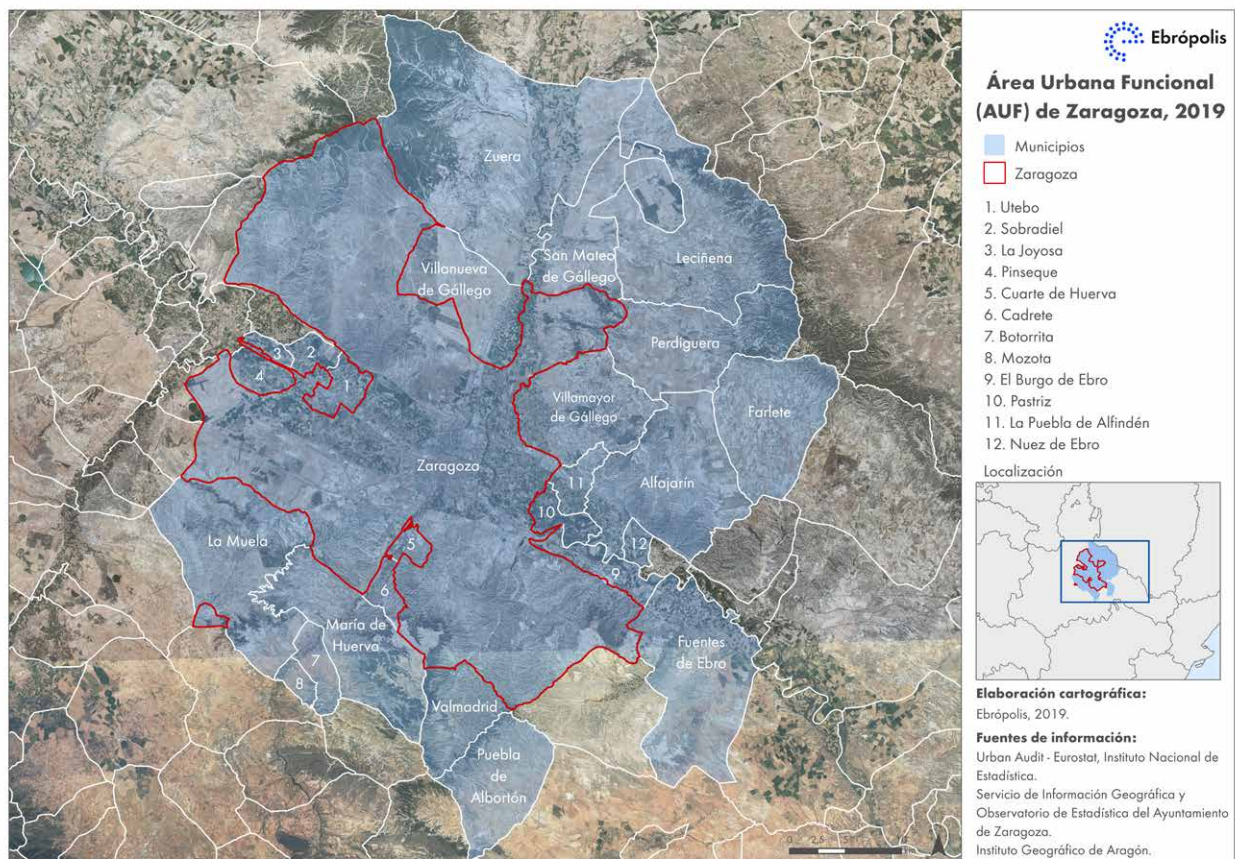 Ebrópolis
Área Urbana Funcional
(AUF) de Zaragoza, 2019
Municipios
Zaragoza
1. Utebo
2. Sobradiel
3. La Joyosa
4. Pinseque
5. Cuarte de Huerva
6. Cadrete
7. Botorrita
8. Mozota
9. El Burgo de Ebro
10. Pastriz
11. La Puebla de Alfindén
12. Nuez de Ebro
Localización
Elaboración cartográfica:
Ebrópolis, 2019.
Fuentes de información:
Urban Audit - Eurostat, Instituto Nacional de
Estadística.
Servicio de Información Geográfica y
Observatorio de Estadística del Ayuntamiento
de Zaragoza.
Instituto Geográfico de Aragón.
Zuera
Villanueva
de Gállego
San Mateo
de Gállego
Leciñena
Perdiguera
3
2
4
1
Villamayor
de Gállego
Farlete
Zaragoza
11
Alfajarín
10
La Muela
5
12
9
6
María de
Huerva
Fuentes
de Ebro
7
8
Valmadrid
Puebla
de
Albortón
0 2,5